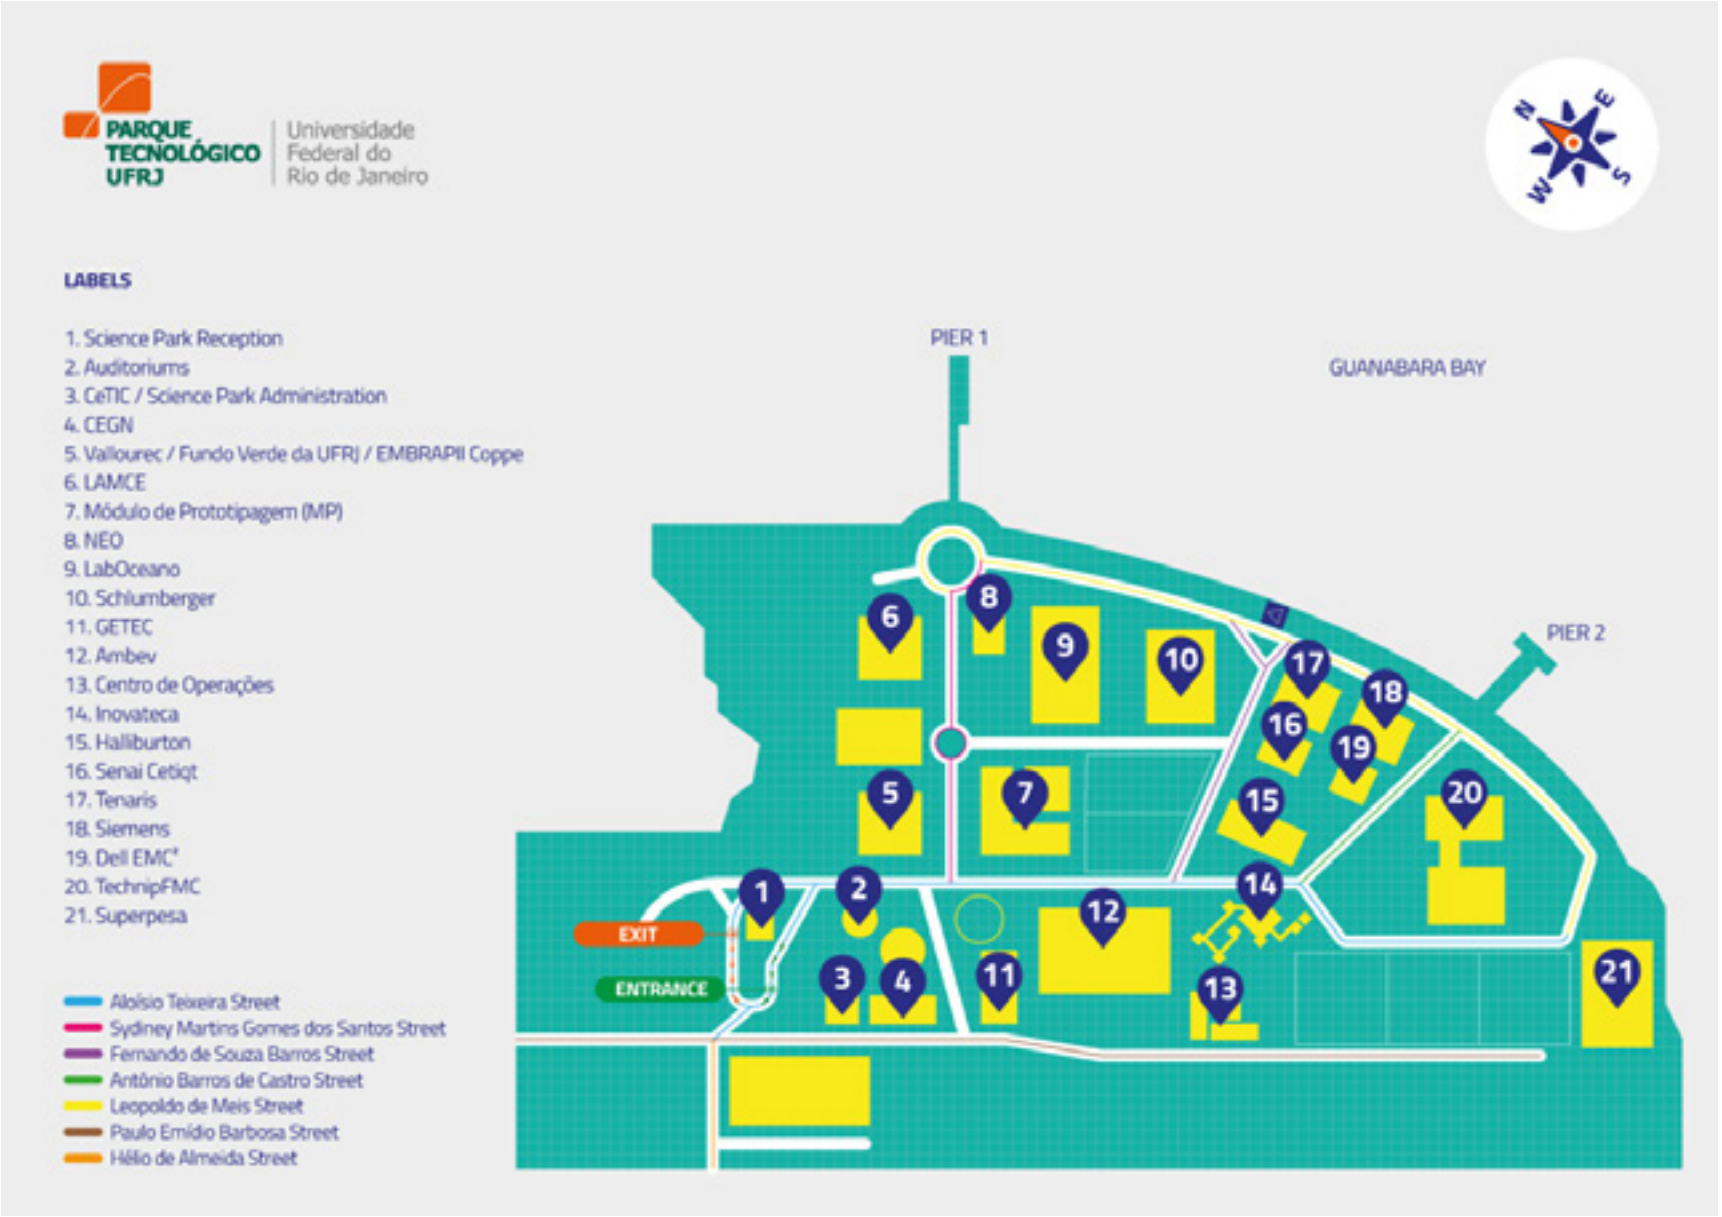 PARQUE
TECNOLÓGICO
UFRJ
Universidade
Federal do
Rio de Janeiro
N
E
S
W
LABELS
1. Science Park Reception
2. Auditoriums
3. CeTIC / Science Park Administration
4. CEGN
5. Vallourec / Fundo Verde da UFRJ / EMBRAPII Coppe
6. LAMCE
7. Módulo de Prototipagem (MP)
8. NEO
9. LabOceano
10. Schlumberger
11. GETEC
12. Ambev
13. Centro de Operações
14. Inovateca
15. Halliburton
16. Senai Cetiqt
17. Tenaris
18. Siemens
19. Dell EMC²
20. TechnipFMC
21. Superpesa
Aloísio Teixeira Street
Sydiney Martins Gomes dos Santos Street
Fernando de Souza Barros Street
Antônio Barros de Castro Street
Leopoldo de Meis Street
Paulo Emídio Barbosa Street
Hélio de Almeida Street
PIER 1
GUANABARA BAY
PIER 2
8
6
9
10
17
18
16
19
5
7
15
20
1
2
14
12
EXIT
3
4
11
13
21
ENTRANCE